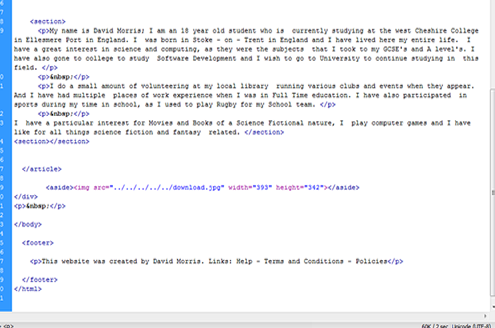 <section>
<p>My name is David Morris; I am an 18 year old student who is currently studying at the west Cheshire College
in Ellesmere Port in England. I was born in Stoke - on - Trent in England and I have lived here my entire life. I
have a great interest in science and computing, as they were the subjects that I took to my GCSE's and A level's. I
have also gone to college to study Software Development and I wish to go to University to continue studying in this
field. </p>
<p>&nbsp;</p>
<p>I do a small amount of volunteering at my local library running various clubs and events when they appear.
And I have had multiple places of work experience when I was in Full Time education. I have also participated in
sports during my time in school, as I used to play Rugby for my School team. </p>
<p>&nbsp;</p>
I have a particular interest for Movies and Books of a Science Fictional nature, I play computer games and I have
like for all things science fiction and fantasy related. </section>
<section></section>
</article>
<aside><img src="../../../../../download.jpg" width="393" height="342"></aside>
</div>
<p>&nbsp;</p>
</body>
<footer>
<p>This website was created by David Morris. Links: Help - Terms and Conditions - Policies</p>
</footer>
</html>
<p>
60K / 2 sec Unicode (UTF-8)